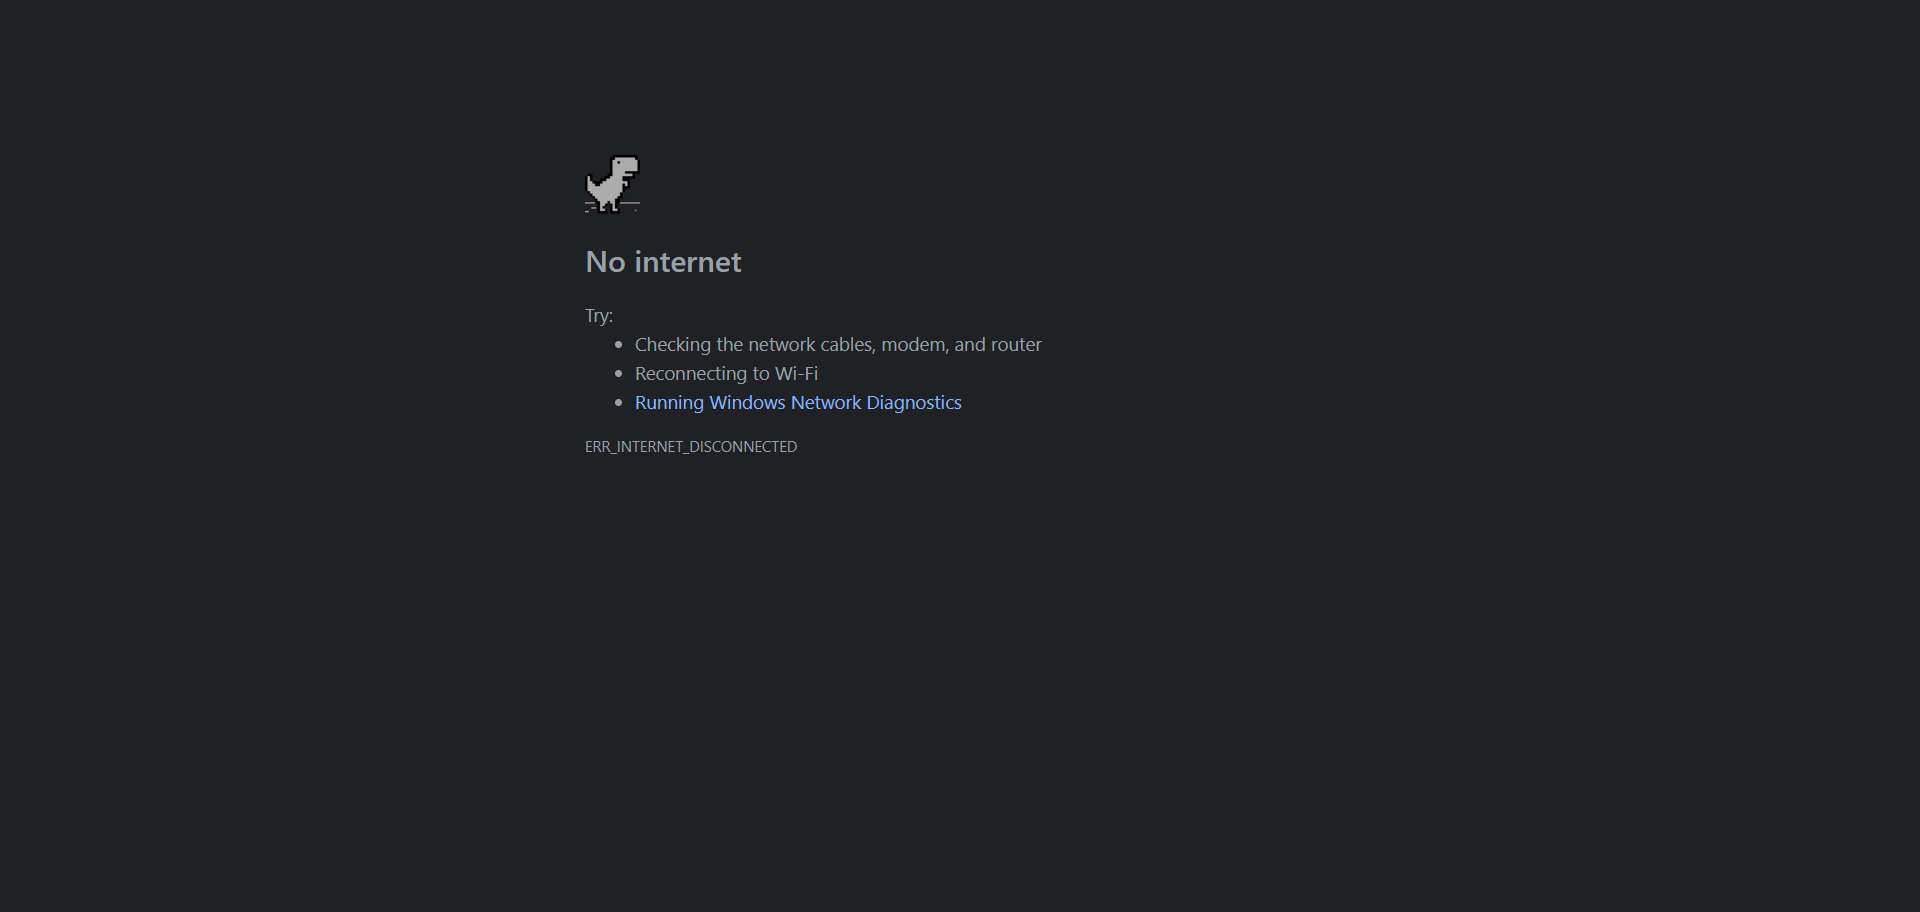 No internet
Try:
Checking the network cables, modem, and router
Reconnecting to Wi-Fi
Running Windows Network Diagnostics
ERR_INTERNET_DISCONNECTED